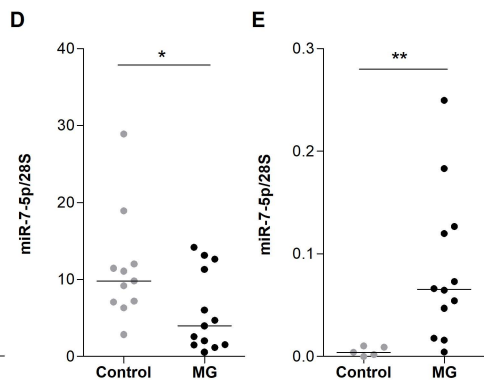 D
miR-7-5p/28S
40
30
20
10
0
*
Control MG
E
miR-7-5p/28S
0.3
0.2
0.1
0.0
**
Control MG